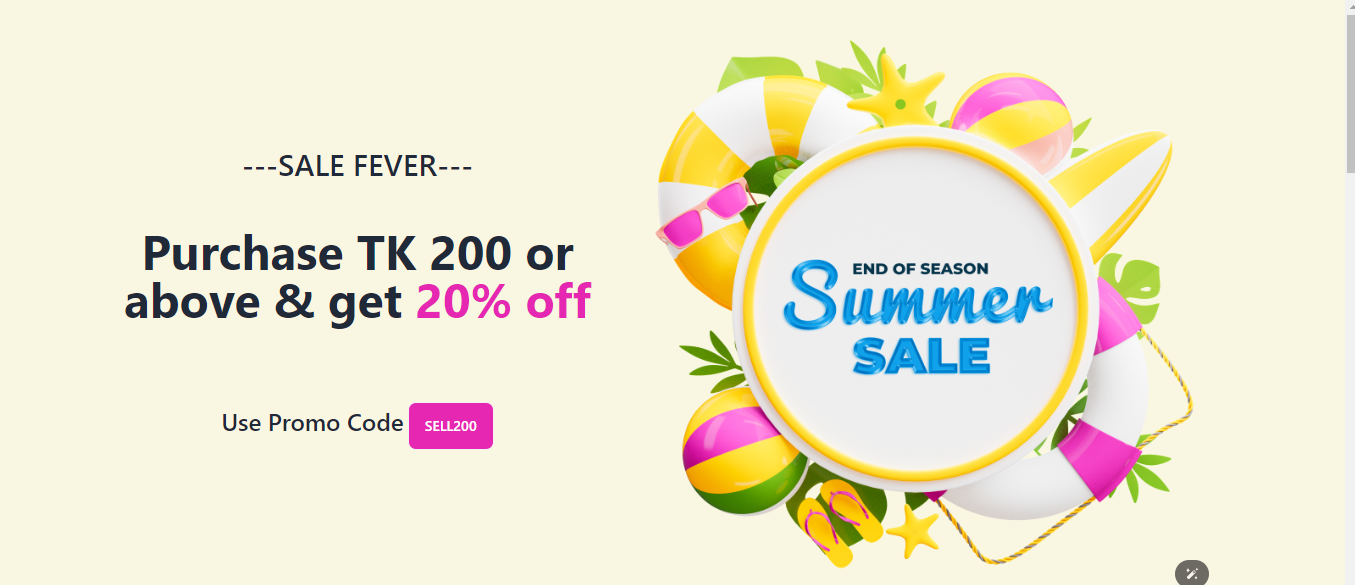 ---SALE FEVER---
Purchase TK 200 or
above & get 20% off
Use Promo Code SELL200
END OF SEASON
Summer
SALE